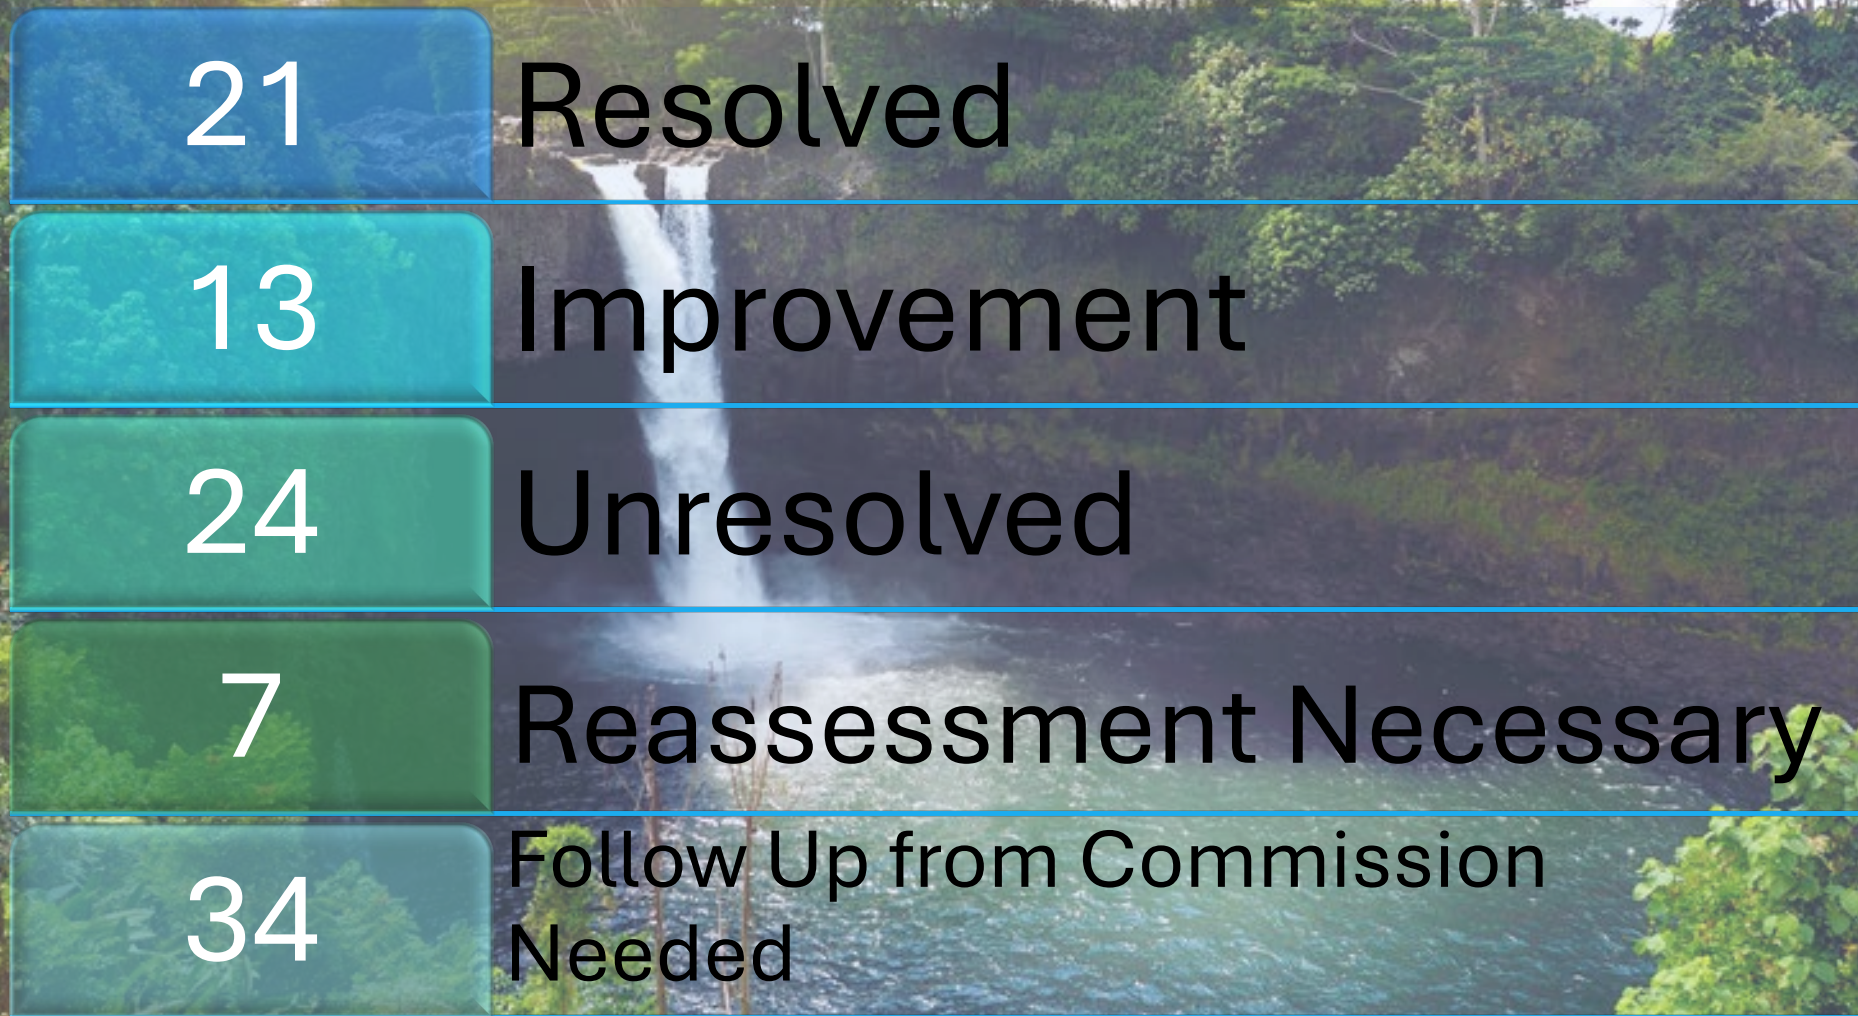 21 Resolved
13 Improvement
24 Unresolved
7 Reassessment Necessary
34 Follow Up from Commission
Needed